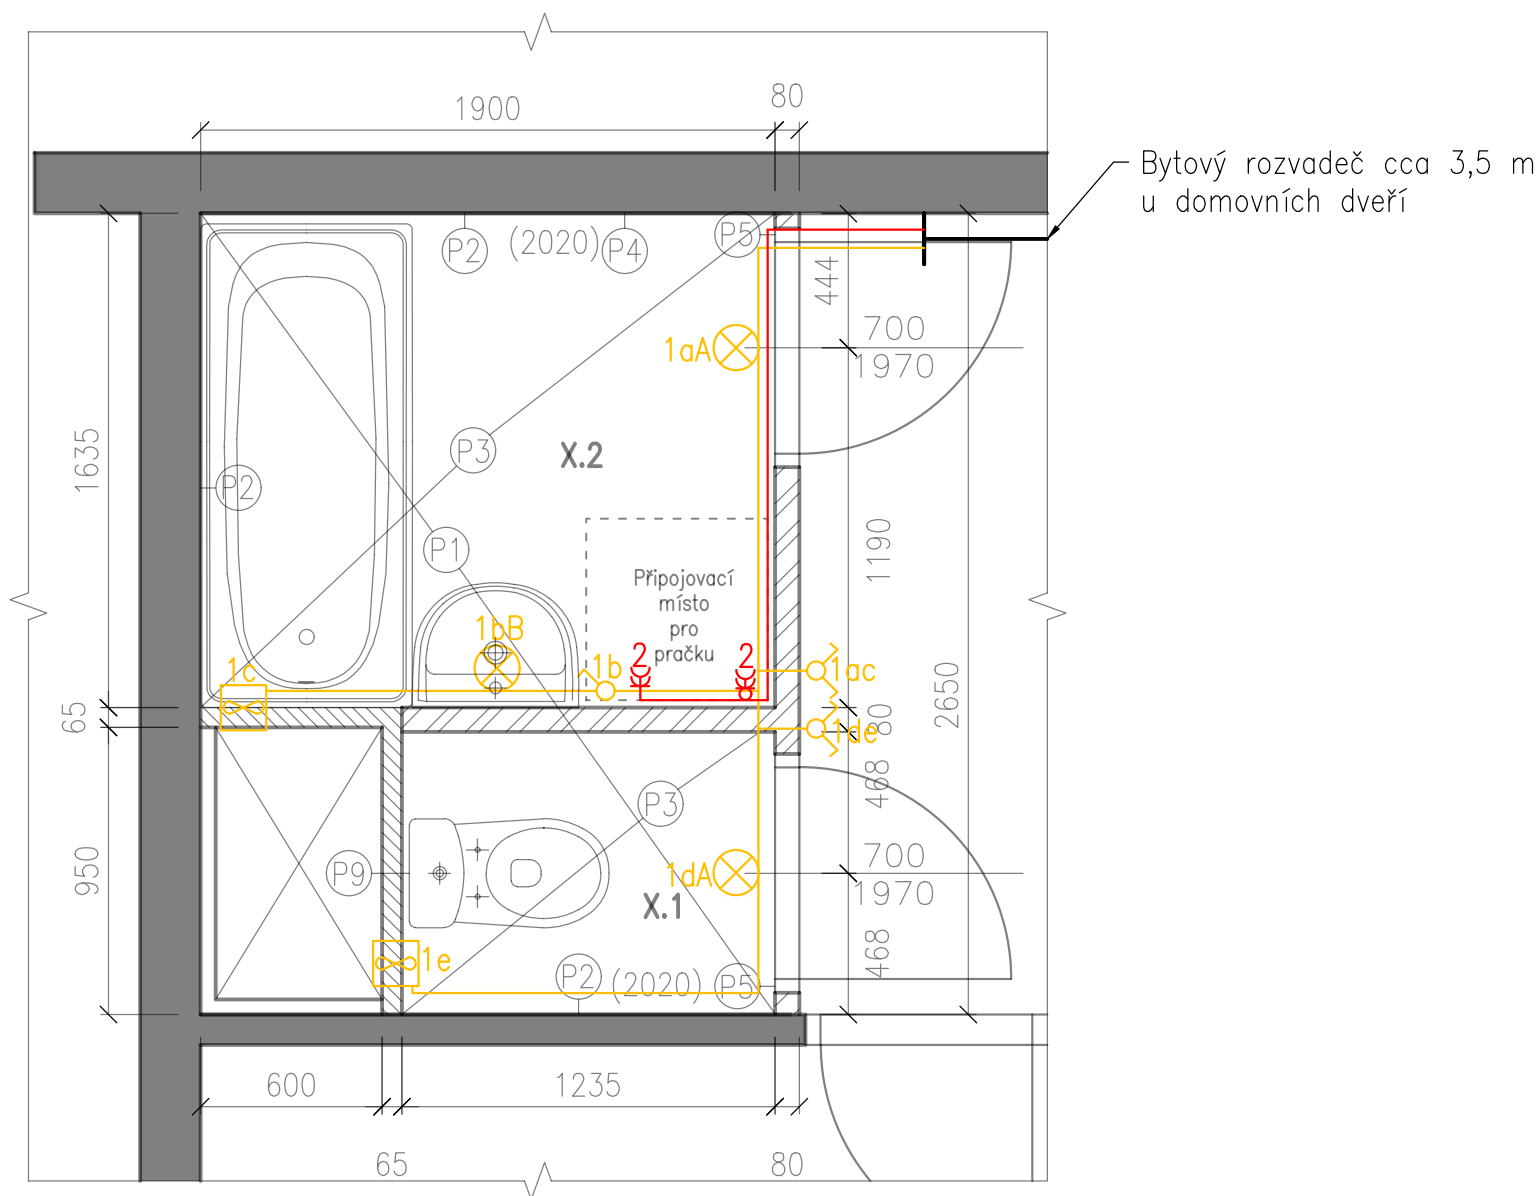 1900
80
Bytový rozvadeč cca 3,5 m
u domovních dveří
P2
(2020)
P4
P5
444
700
1970
1aA
1635
P3
X.2
P2
P1
1190
Připojovací
místo
pro
pračku
1bB
1c
1b
2
2
1ac
2650
65
80
1de
468
P3
950
P9
1dA
700
1970
X.1
1e
P2
(2020)
P5
468
600
1235
65
80